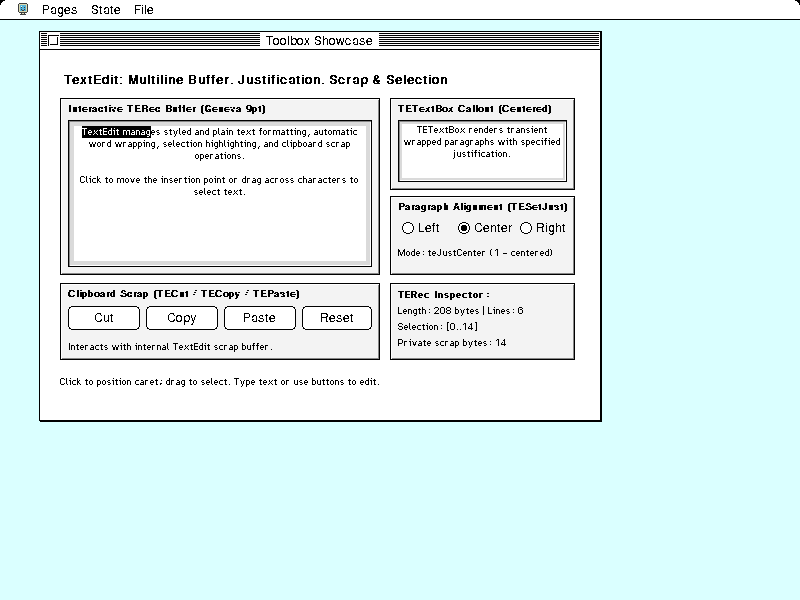 Pages State File
Toolbox Showcase
TextEdit: Multiline Buffer, Justification, Scrap & Selection
Interactive TERec Buffer (Geneva 9pt)
TextEdit manages styled and plain text formatting, automatic
word wrapping, selection highlighting, and clipboard scrap
operations.
Click to move the insertion point or drag across characters to
select text.
TETextBox Callout (Centered)
TETextBox renders transient
wrapped paragraphs with specified
justification.
Paragraph Alignment (TESetJust)
Left Center Right
Mode: teJustCenter (1 - centered)
Clipboard Scrap (TECut / TECopy / TEPaste)
Cut Copy Paste Reset
Interacts with internal TextEdit scrap buffer.
TERec Inspector:
Length: 208 bytes | Lines: 6
Selection: [0..14]
Private scrap bytes: 14
Click to position caret; drag to select. Type text or use buttons to edit.